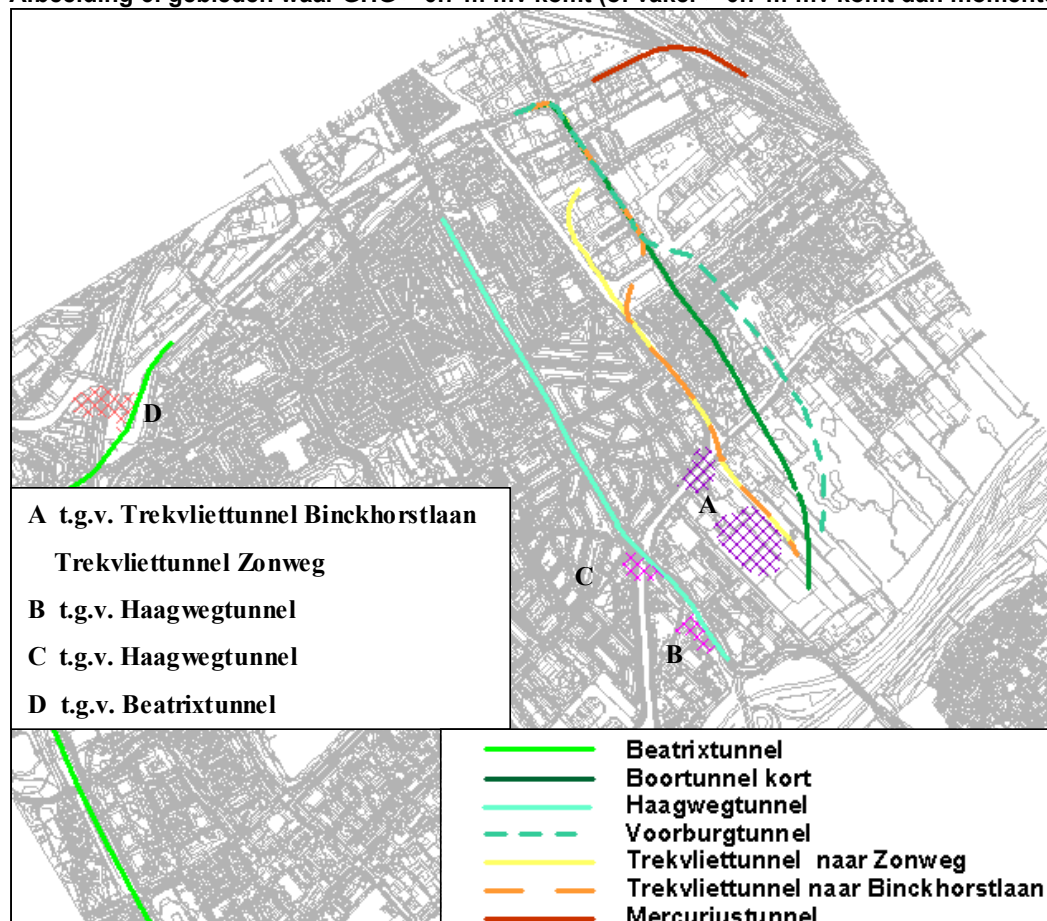 D
A
C
B
A t.g.v. Trekvliettunnel Binckhorstlaan
Trekvliettunnel Zonweg
B t.g.v. Haagwegtunnel
C t.g.v. Haagwegtunnel
D t.g.v. Beatrixtunnel
Beatrixtunnel
Boortunnel kort
Haagwegtunnel
Voorburgtunnel
Trekvliettunnel naar Zonweg
Trekvliettunnel naar Binckhorstlaan
Mercuriustunnel